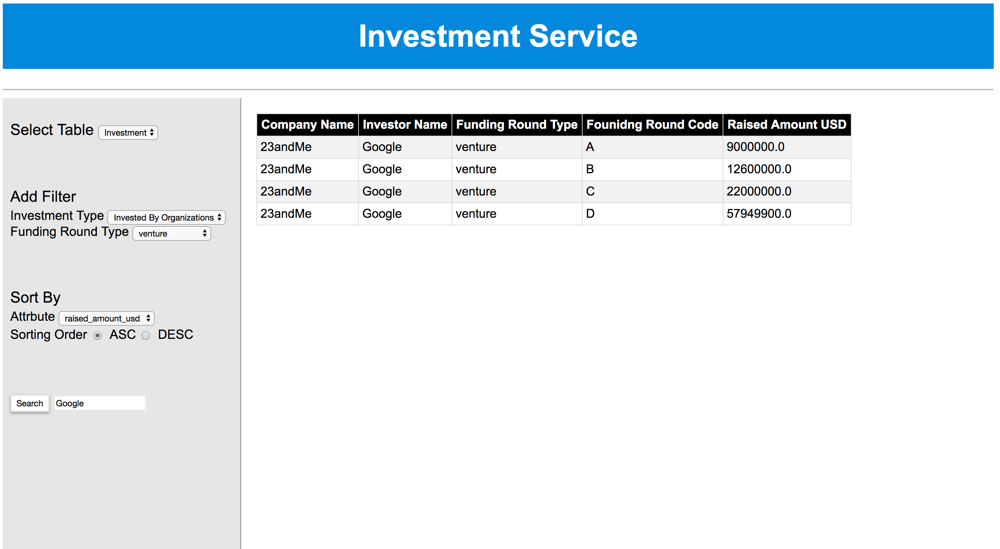 Investment Service
Select Table Investment
Add Filter
Investment Type Invested By Organizations
Funding Round Type venture
Sort By
Attrbute raised_amount_usd
Sorting Order ASC DESC
Search Google
Company Name Investor Name Funding Round Type Founidng Round Code Raised Amount USD
23andMe Google venture A 9000000.0
23andMe Google venture B 12600000.0
23andMe Google venture C 22000000.0
23andMe Google venture D 57949900.0